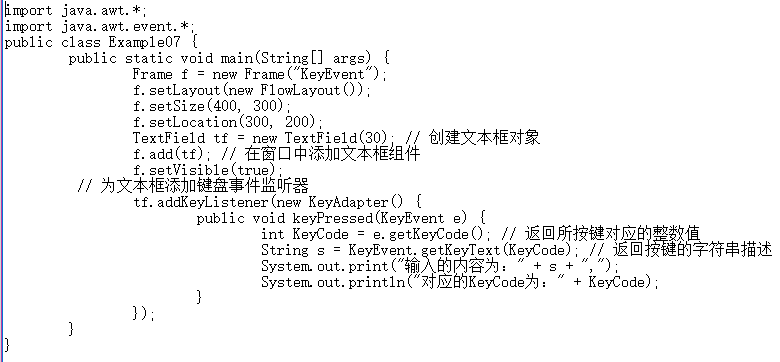 import java.awt.*;
import java.awt.event.*;
public class Example07 {
        public static void main(String[] args) {
                Frame f = new Frame("KeyEvent");
                f.setLayout(new FlowLayout());
                f.setSize(400, 300);
                f.setLocation(300, 200);
                TextField tf = new TextField(30); // 创建文本框对象
                f.add(tf); // 在窗口中添加文本框组件
                f.setVisible(true);
         // 为文本框添加键盘事件监听器
                tf.addKeyListener(new KeyAdapter() {
                        public void keyPressed(KeyEvent e) {
                                int KeyCode = e.getKeyCode(); // 返回所按键对应的整数值
                                String s = KeyEvent.getKeyText(KeyCode); // 返回按键的字符串描述
                                System.out.print("输入的内容为：" + s + ",");
                                System.out.println("对应的KeyCode为：" + KeyCode);
                        }
                });
        }
}